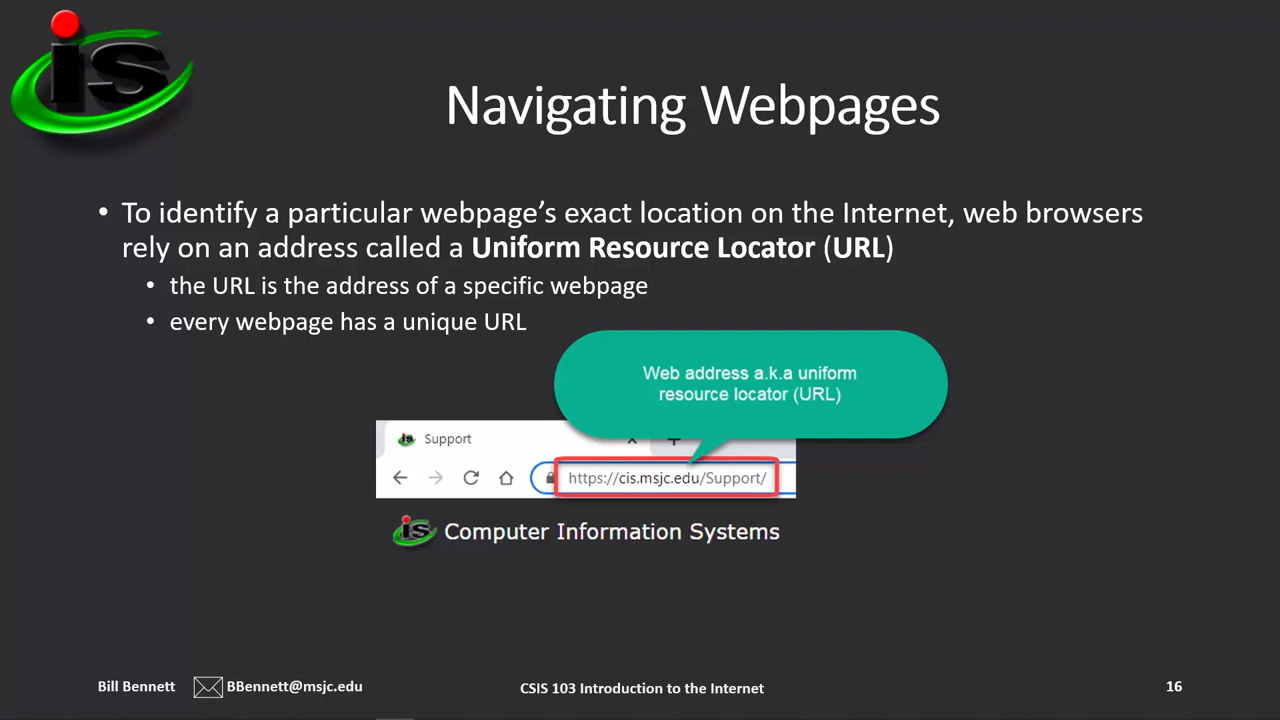 is
Navigating Webpages
• To identify a particular webpage’s exact location on the Internet, web browsers
rely on an address called a Uniform Resource Locator (URL)
• the URL is the address of a specific webpage
• every webpage has a unique URL
Web address a.k.a uniform
resource locator (URL)
is Support
https://cis.msjc.edu/Support/
is Computer Information Systems
Bill Bennett BBennett@msjc.edu CSIS 103 Introduction to the Internet 16